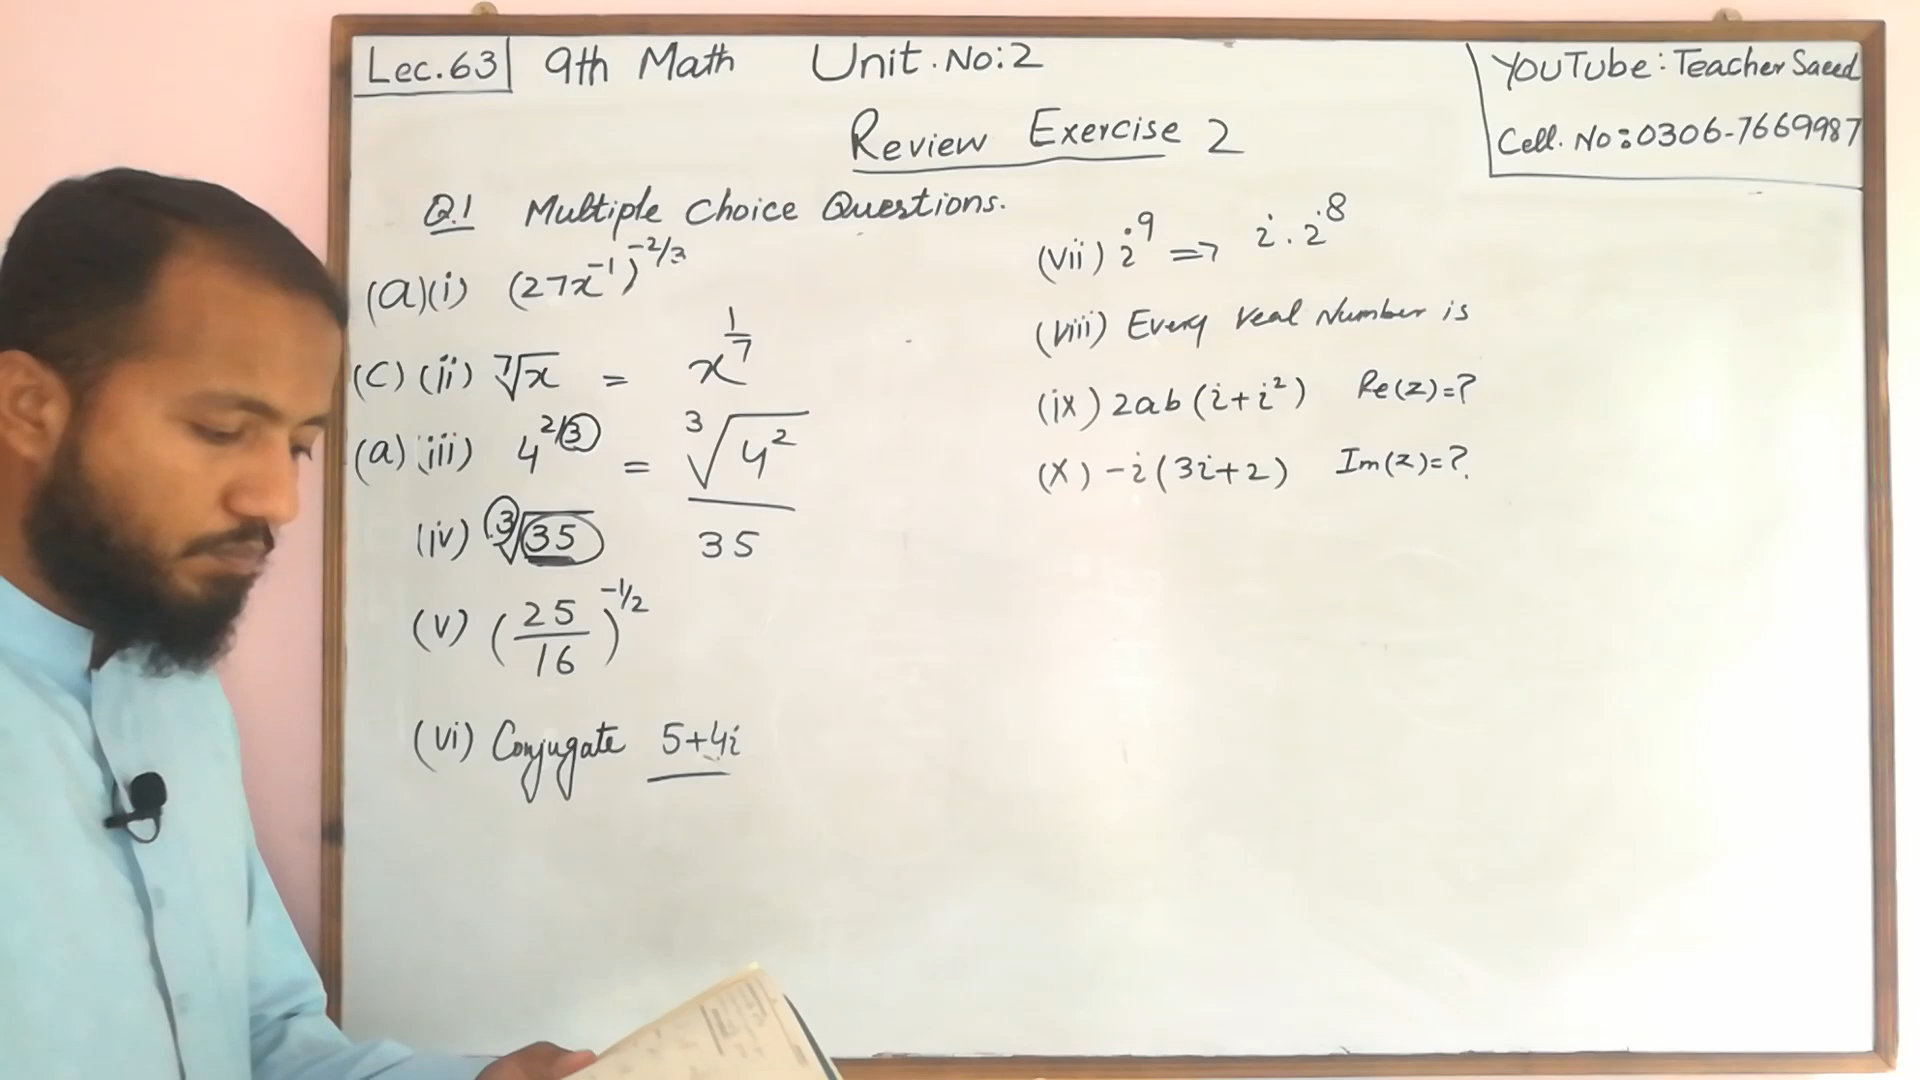 Lec.63 9th Math Unit.No:2
YOUTube: Teacher Saeed
Cell.No:0306-7669987
Review Exercise 2
Q.1 Multiple Choice Questions.
(a)(i) (27x⁻¹)^(-2/3)
(C)(ii) ⁷√x = x^(1/7)
(a)(iii) 4^(2/3) = ³√4²
(iv) ³√35 35
(v) (25/16)^(-1/2)
(vi) Conjugate 5+4i
(vii) i⁹ => i.i⁸
(viii) Every real Number is
(ix) 2ab(i+i²) Re(z)=?
(X) -i(3i+2) Im(z)=?